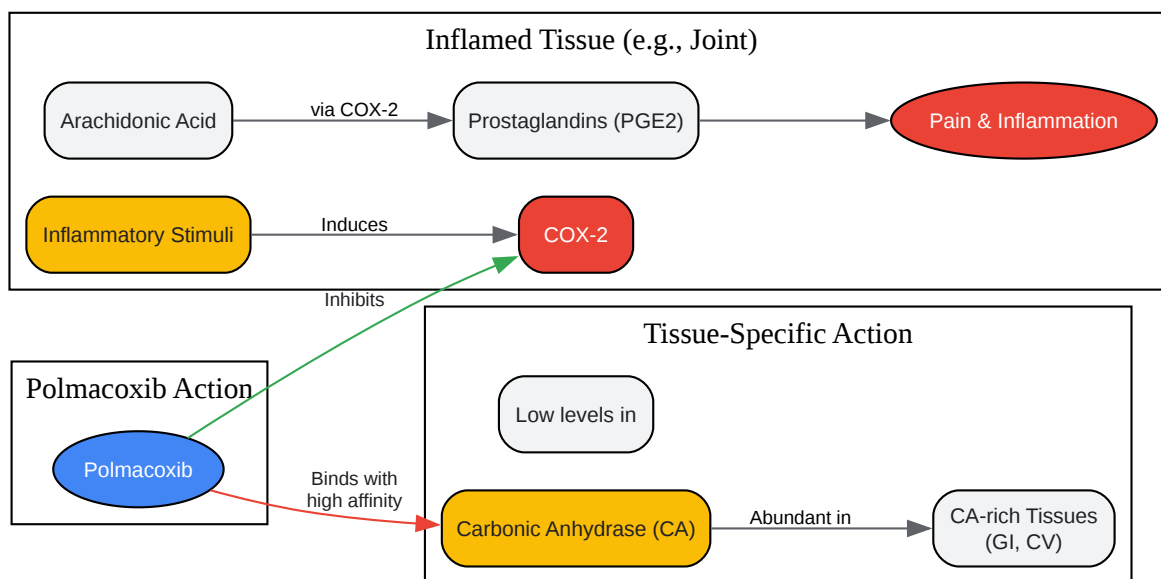 Inflamed Tissue (e.g., Joint)
Arachidonic Acid
via COX-2
Prostaglandins (PGE2)
Pain & Inflammation
Inflammatory Stimuli
Induces
COX-2
Inhibits
Tissue-Specific Action
Polmacoxib Action
Low levels in
Polmacoxib
Binds with
high affinity
Carbonic Anhydrase (CA)
Abundant in
CA-rich Tissues
(GI, CV)